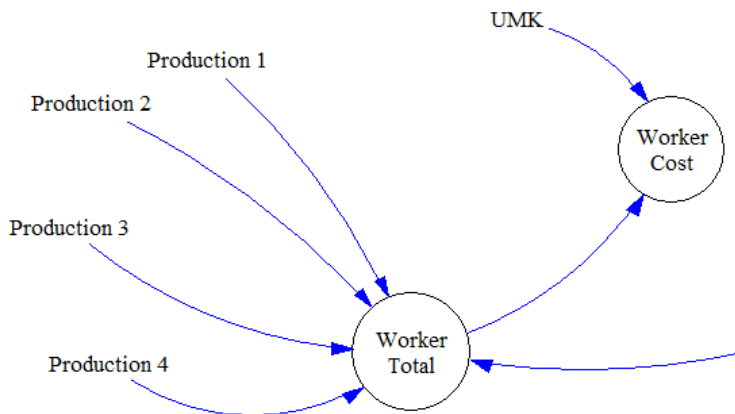 UMK
Production 1
Production 2
Worker
Cost
Production 3
Worker
Total
Production 4